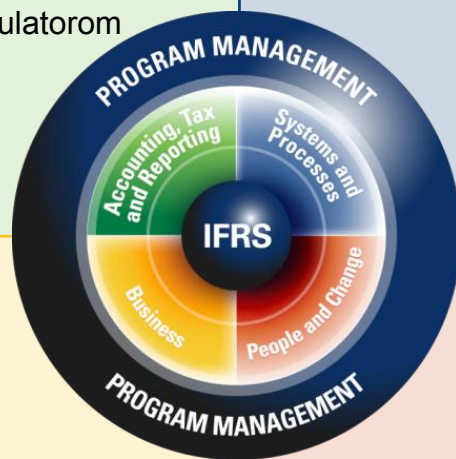 ulatorom
PROGRAM MANAGEMENT
Accounting, Tax
and Reporting
Systems and
Processes
IFRS
Business
People and Change
PROGRAM MANAGEMENT